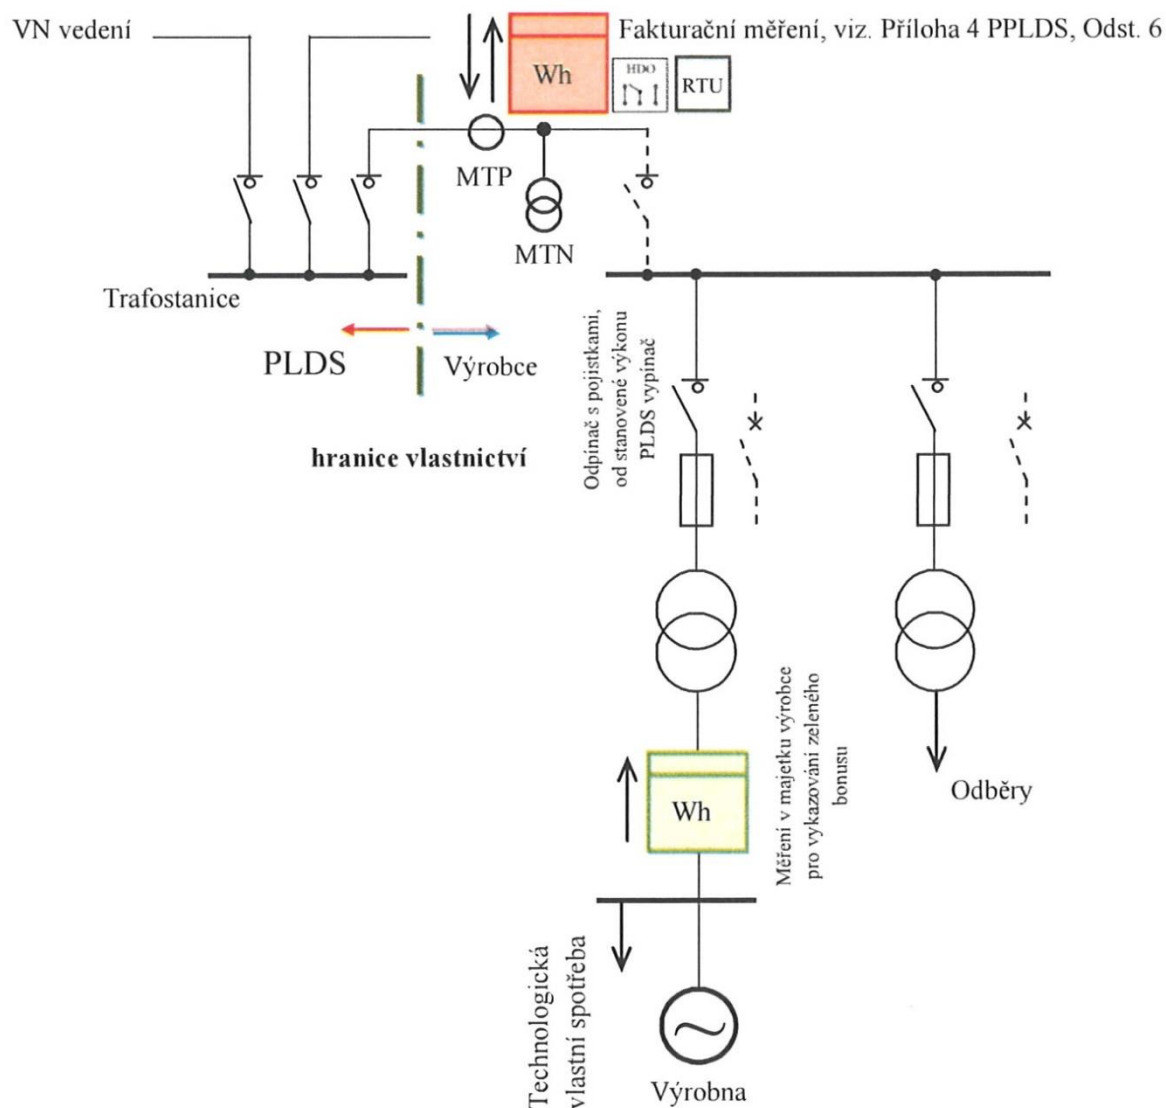 VN vedení
Fakturační měření, viz. Příloha 4 PPLDS, Odst. 6
Wh
HDO
RTU
MTP
MTN
Trafostanice
PLDS
Výrobce
hranice vlastnictví
Odpínač s pojistkami,
od stanovené výkonu
PLDS vypínač
Wh
Měření v majetku výrobce
pro vykazování zeleného
bonusu
Odběry
Technologická
vlastní spotřeba
Výrobna